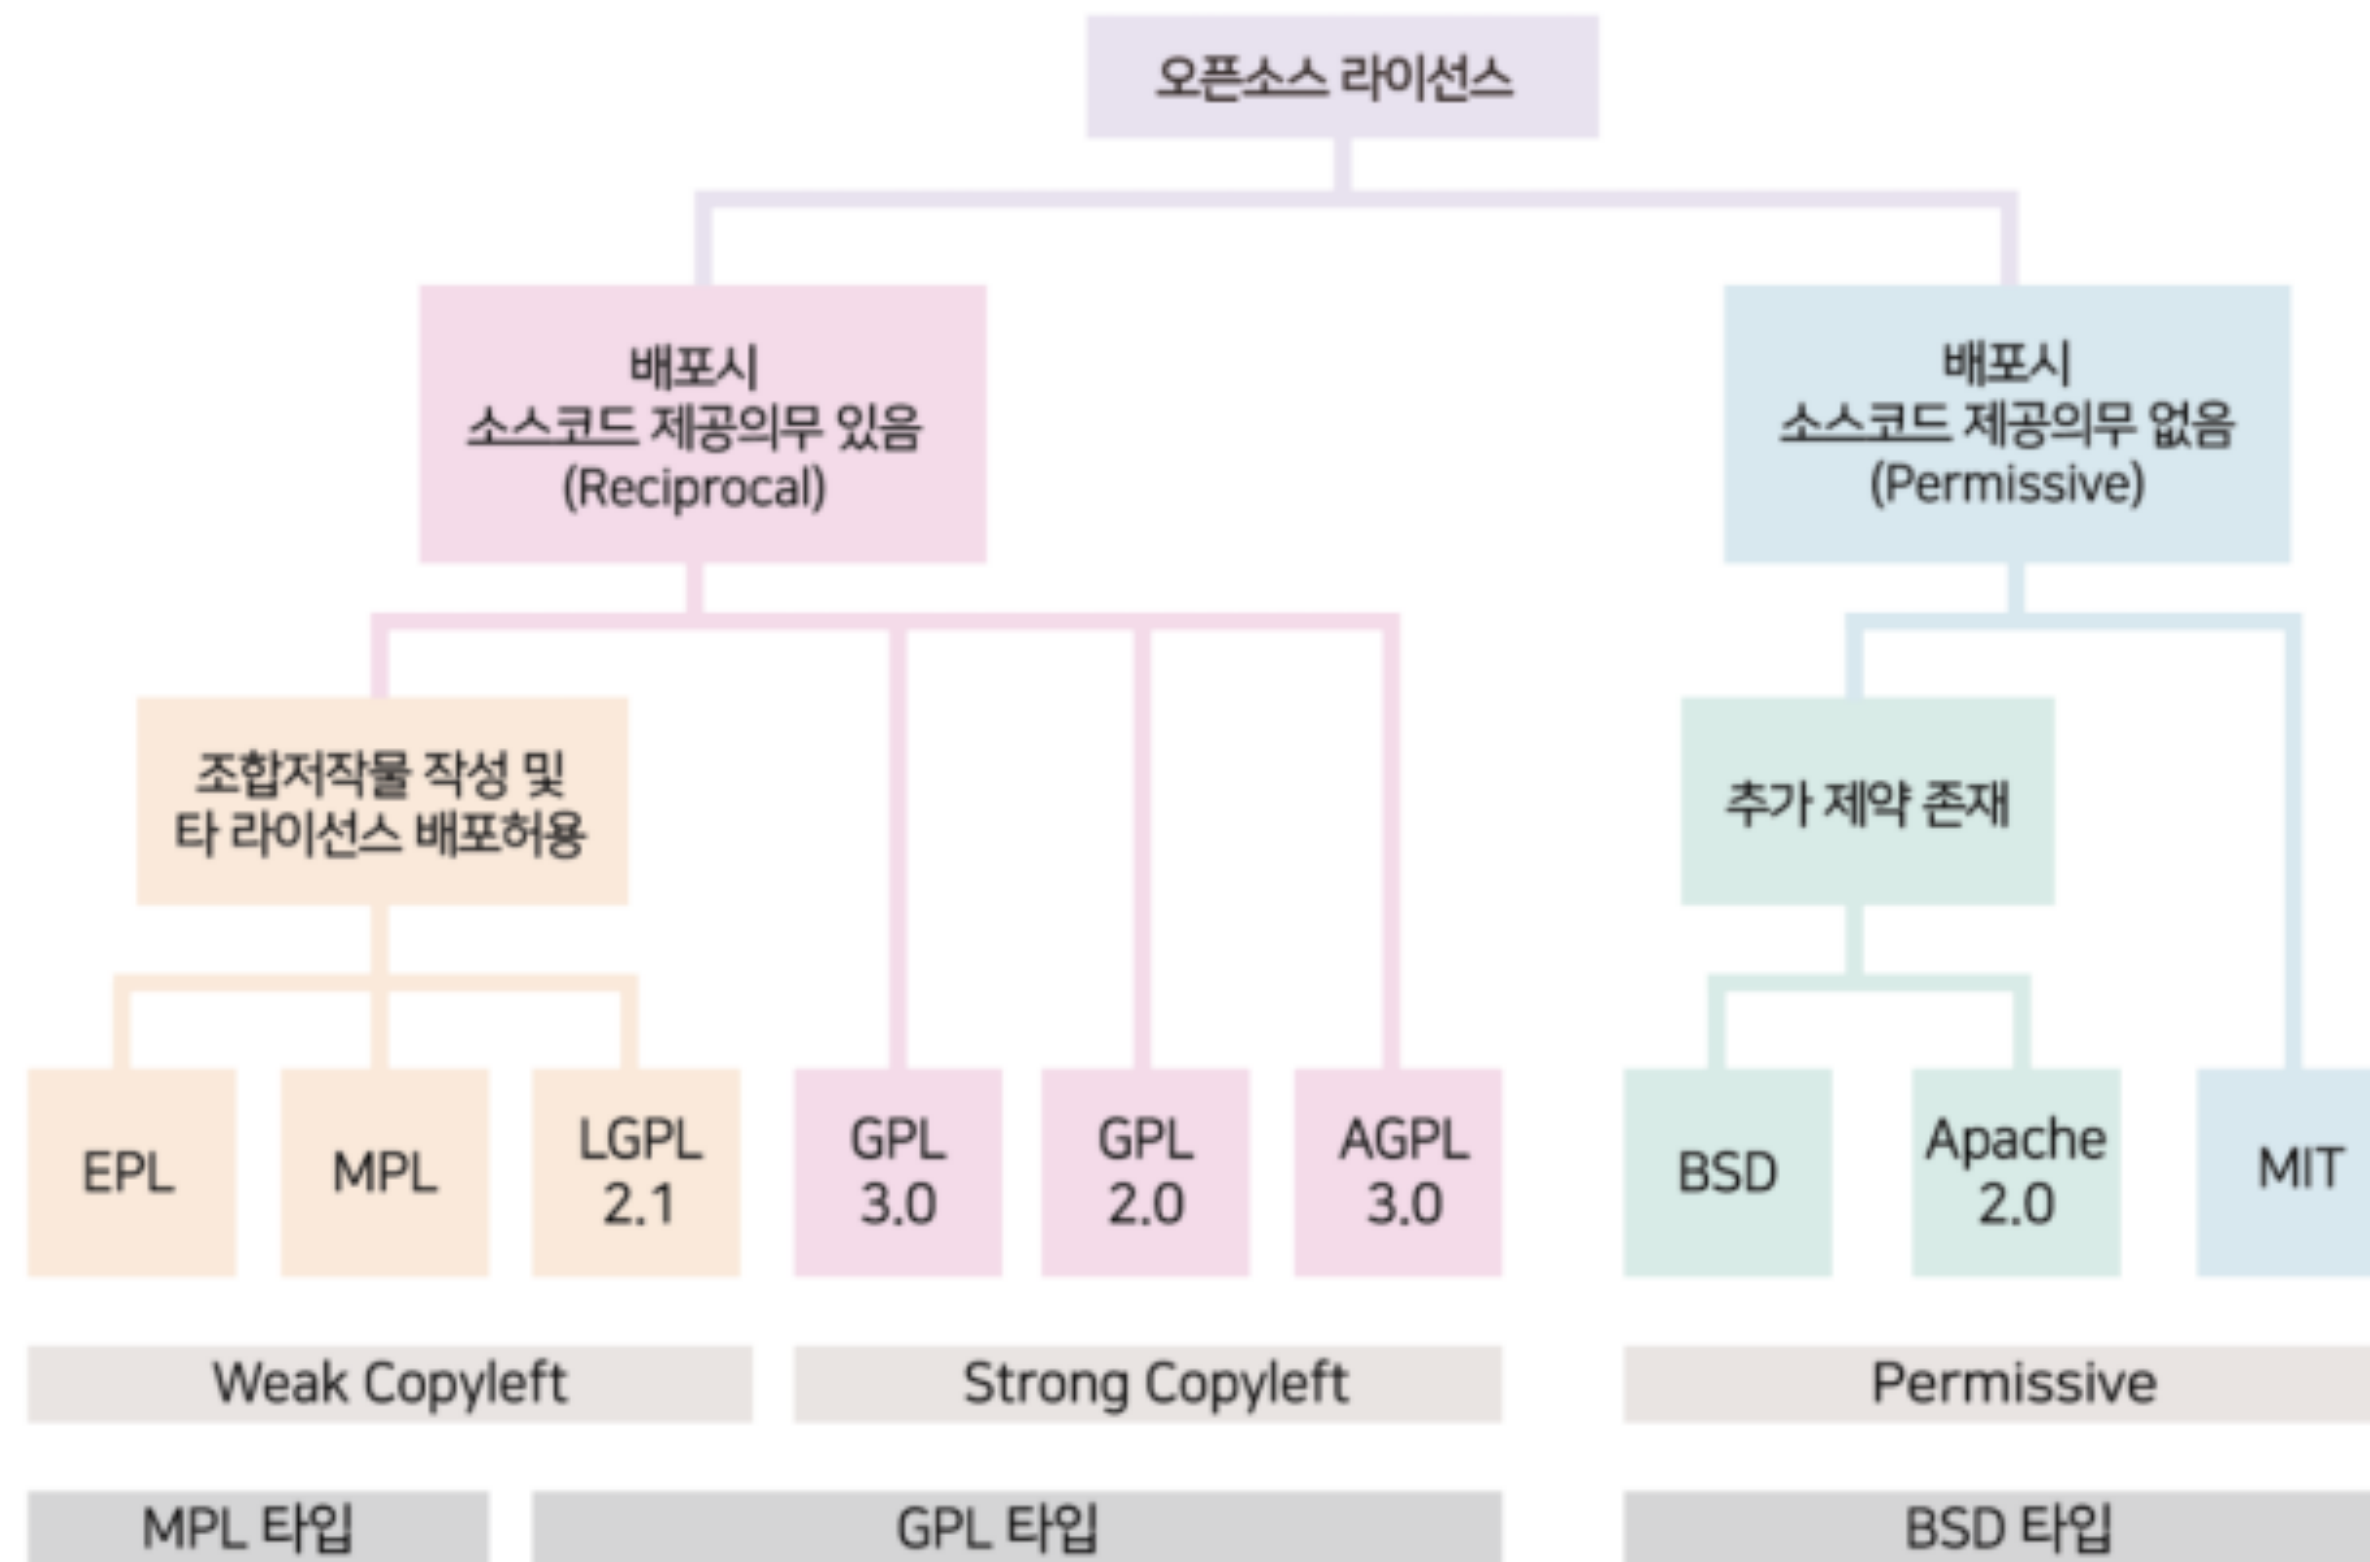 오픈소스 라이선스
배포시
소스코드 제공의무 있음
(Reciprocal)
배포시
소스코드 제공의무 없음
(Permissive)
조합저작물 작성 및
타 라이선스 배포허용
추가 제약 존재
EPL
MPL
LGPL
2.1
GPL
3.0
GPL
2.0
AGPL
3.0
BSD
Apache
2.0
MIT
Weak Copyleft
Strong Copyleft
Permissive
MPL 타입
GPL 타입
BSD 타입